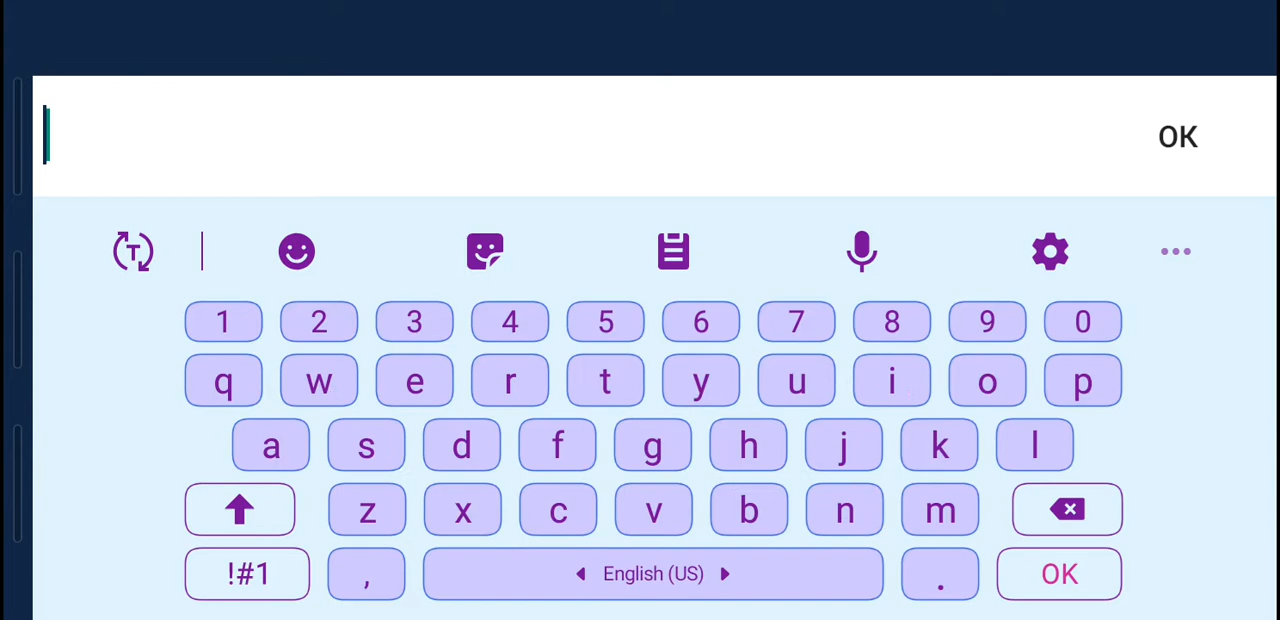 OK
T
1 2 3 4 5 6 7 8 9 0
q w e r t y u i o p
a s d f g h j k l
z x c v b n m
!#1 , English (US) . OK